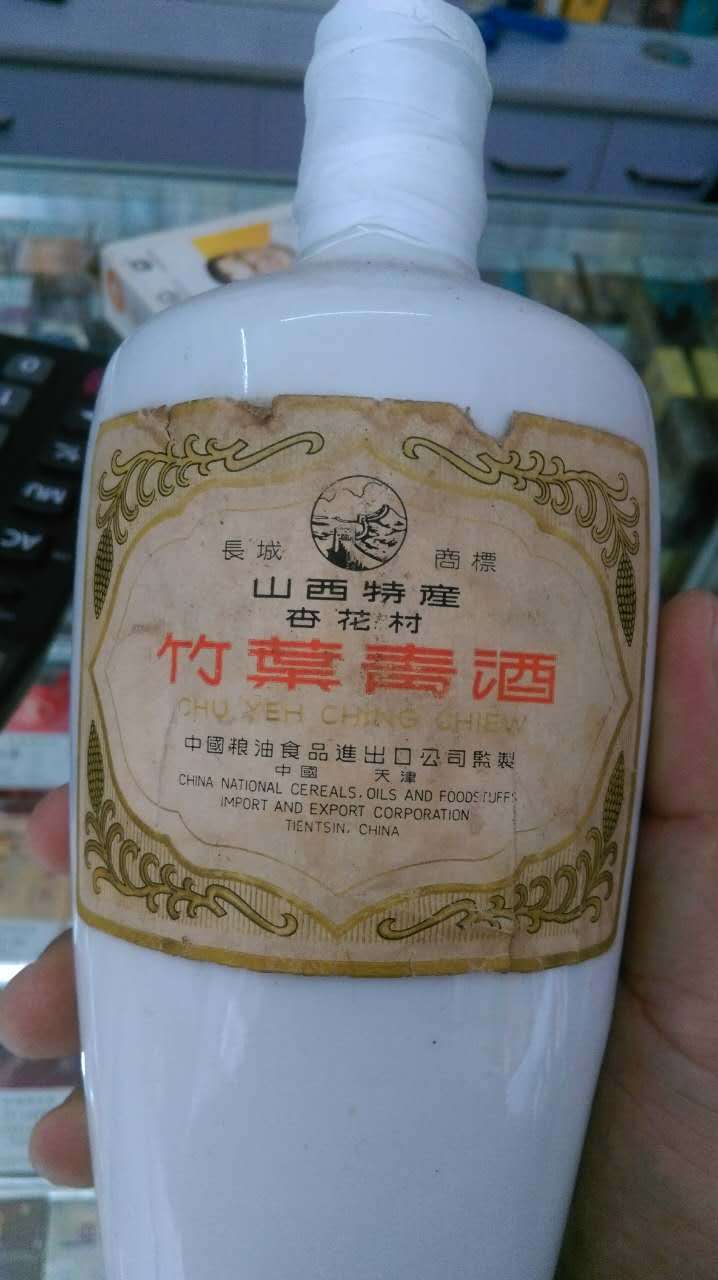 長城 商標
山西特産
杏花村
竹葉青酒
CHU YEH CHING CHIEW
中國粮油食品進出口公司監製
中國 天津
CHINA NATIONAL CEREALS, OILS AND FOODSTUFFS
IMPORT AND EXPORT CORPORATION
TIENTSIN, CHINA
MU
AC